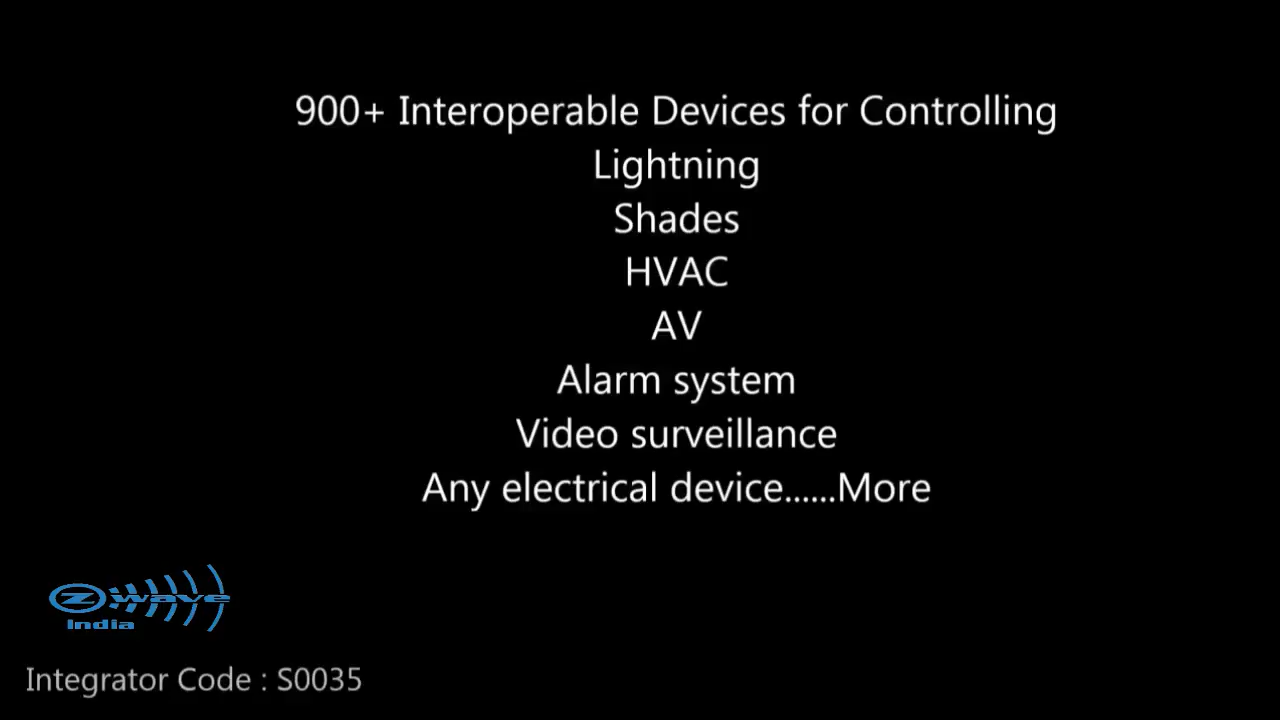 900+ Interoperable Devices for Controlling
Lightning
Shades
HVAC
AV
Alarm system
Video surveillance
Any electrical device......More
Z wave
India
Integrator Code : S0035